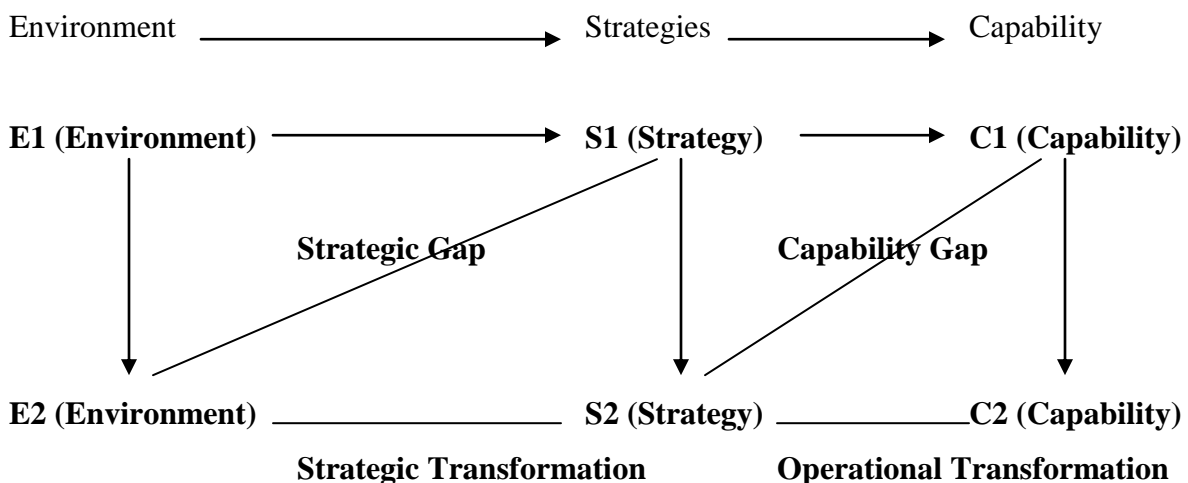 Environment Strategies Capability
E1 (Environment) S1 (Strategy) C1 (Capability)
Strategic Gap Capability Gap
E2 (Environment) S2 (Strategy) C2 (Capability)
Strategic Transformation Operational Transformation